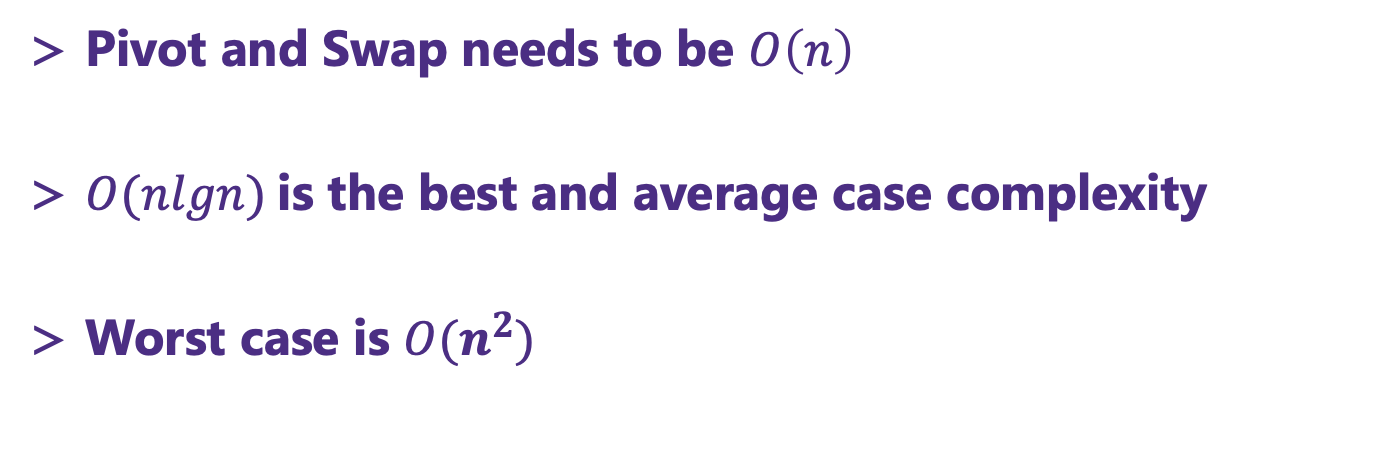 > Pivot and Swap needs to be O(n)
> O(nlgn) is the best and average case complexity
> Worst case is O(n²)